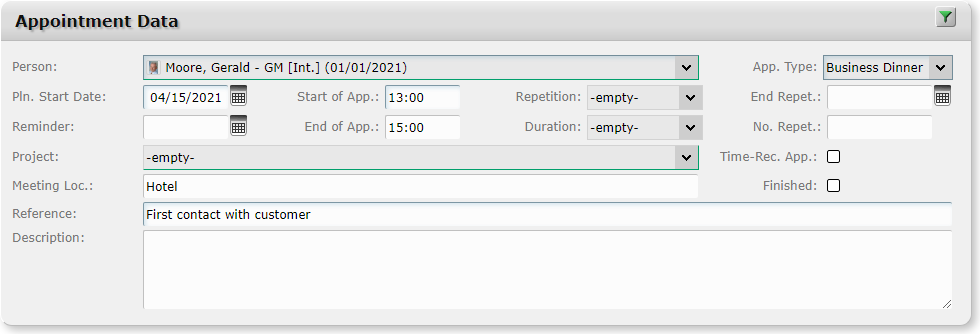 Appointment Data
Person: Moore, Gerald - GM [Int.] (01/01/2021) App. Type: Business Dinner
Pln. Start Date: 04/15/2021 Start of App.: 13:00 Repetition: -empty- End Repet.:
Reminder: End of App.: 15:00 Duration: -empty- No. Repet.:
Project: -empty- Time-Rec. App.:
Meeting Loc.: Hotel Finished:
Reference: First contact with customer
Description: